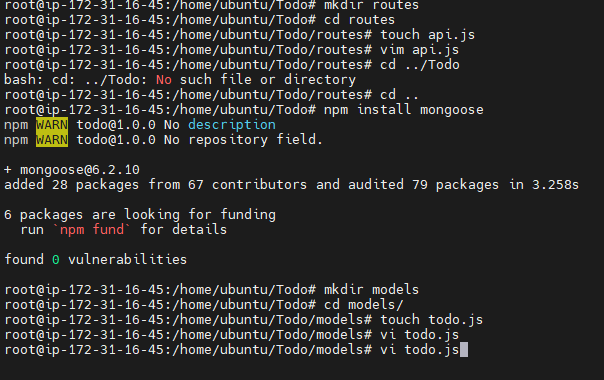 root@ip-172-31-16-45:/home/ubuntu/Todo# mkdir routes
root@ip-172-31-16-45:/home/ubuntu/Todo# cd routes
root@ip-172-31-16-45:/home/ubuntu/Todo/routes# touch api.js
root@ip-172-31-16-45:/home/ubuntu/Todo/routes# vim api.js
root@ip-172-31-16-45:/home/ubuntu/Todo/routes# cd ../Todo
bash: cd: ../Todo: No such file or directory
root@ip-172-31-16-45:/home/ubuntu/Todo/routes# cd ..
root@ip-172-31-16-45:/home/ubuntu/Todo# npm install mongoose
npm WARN todo@1.0.0 No description
npm WARN todo@1.0.0 No repository field.
+ mongoose@6.2.10
added 28 packages from 67 contributors and audited 79 packages in 3.258s
6 packages are looking for funding
  run `npm fund` for details
found 0 vulnerabilities
root@ip-172-31-16-45:/home/ubuntu/Todo# mkdir models
root@ip-172-31-16-45:/home/ubuntu/Todo# cd models/
root@ip-172-31-16-45:/home/ubuntu/Todo/models# touch todo.js
root@ip-172-31-16-45:/home/ubuntu/Todo/models# vi todo.js
root@ip-172-31-16-45:/home/ubuntu/Todo/models# vi todo.js